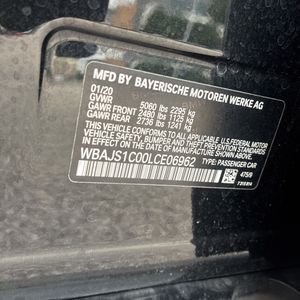 MFD BY BAYERISCHE MOTOREN WERKE AG
01/20
GVWR 5060 lbs 2295 kg
GAWR FRONT 2480 lbs 1125 kg
GAWR REAR 2736 lbs 1241 kg
THIS VEHICLE CONFORMS TO ALL APPLICABLE U.S. FEDERAL MOTOR
VEHICLE SAFETY, BUMPER AND THEFT PREVENTION STANDARDS
IN EFFECT ON THE DATE OF MANUFACTURE SHOWN ABOVE.
WBAJS1C00LCE06962 TYPE: PASSENGER CAR
475/9